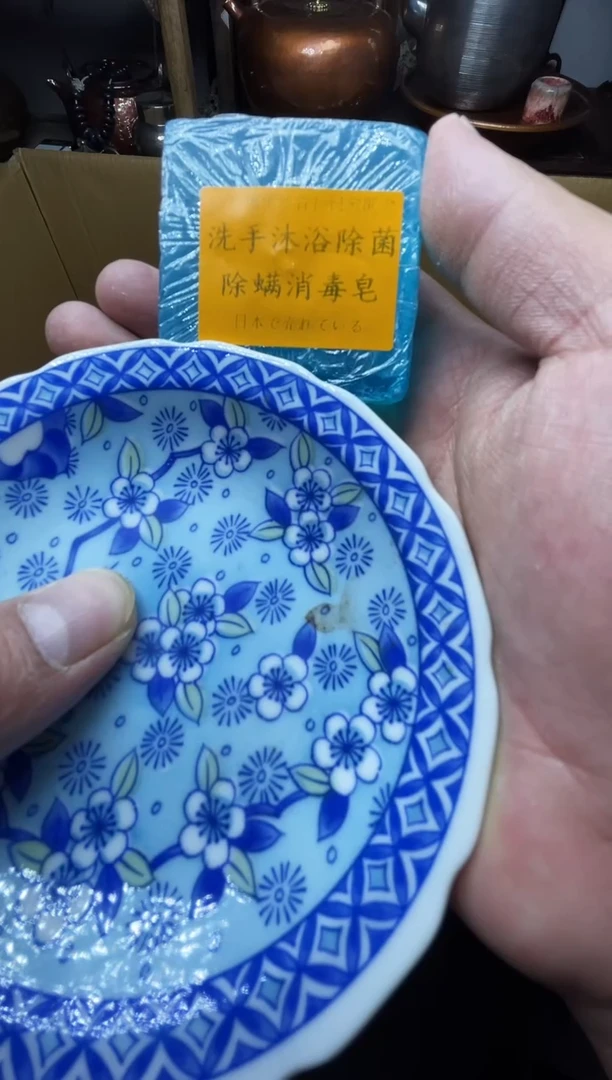 洗手沐浴除菌
除螨消毒皂
日本で売れている